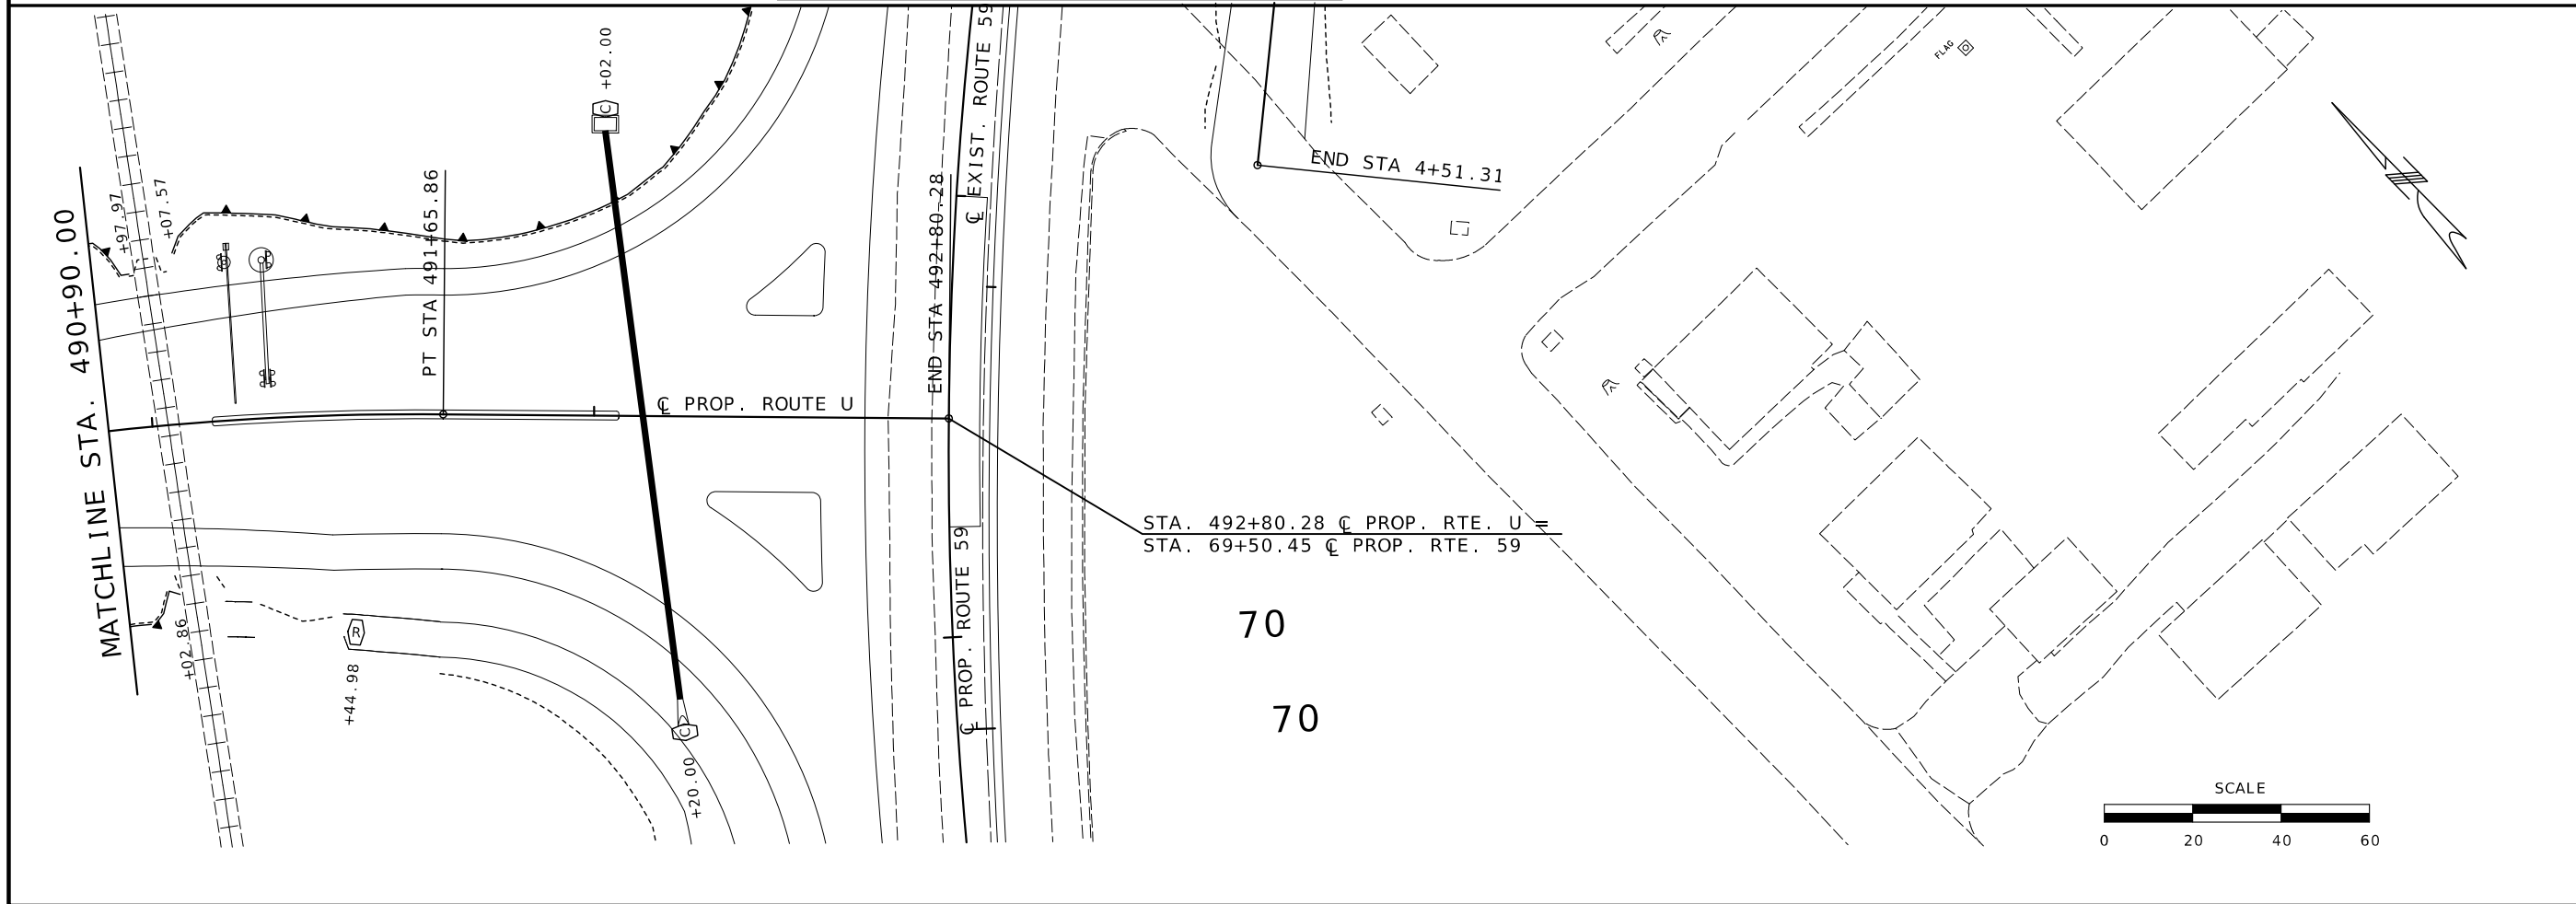 +02.00
C
EXIST. ROUTE 59
℄
FLAG
END STA 4+51.31
MATCHLINE STA. 490+90.00
+97.97
+07.57
PT STA 491+65.86
END STA 492+80.28
℄ PROP. ROUTE U
STA. 492+80.28 ℄ PROP. RTE. U =
STA. 69+50.45 ℄ PROP. RTE. 59
℄ PROP. ROUTE 59
70
70
+02.86
R
+44.98
C
+20.00
SCALE
0 20 40 60